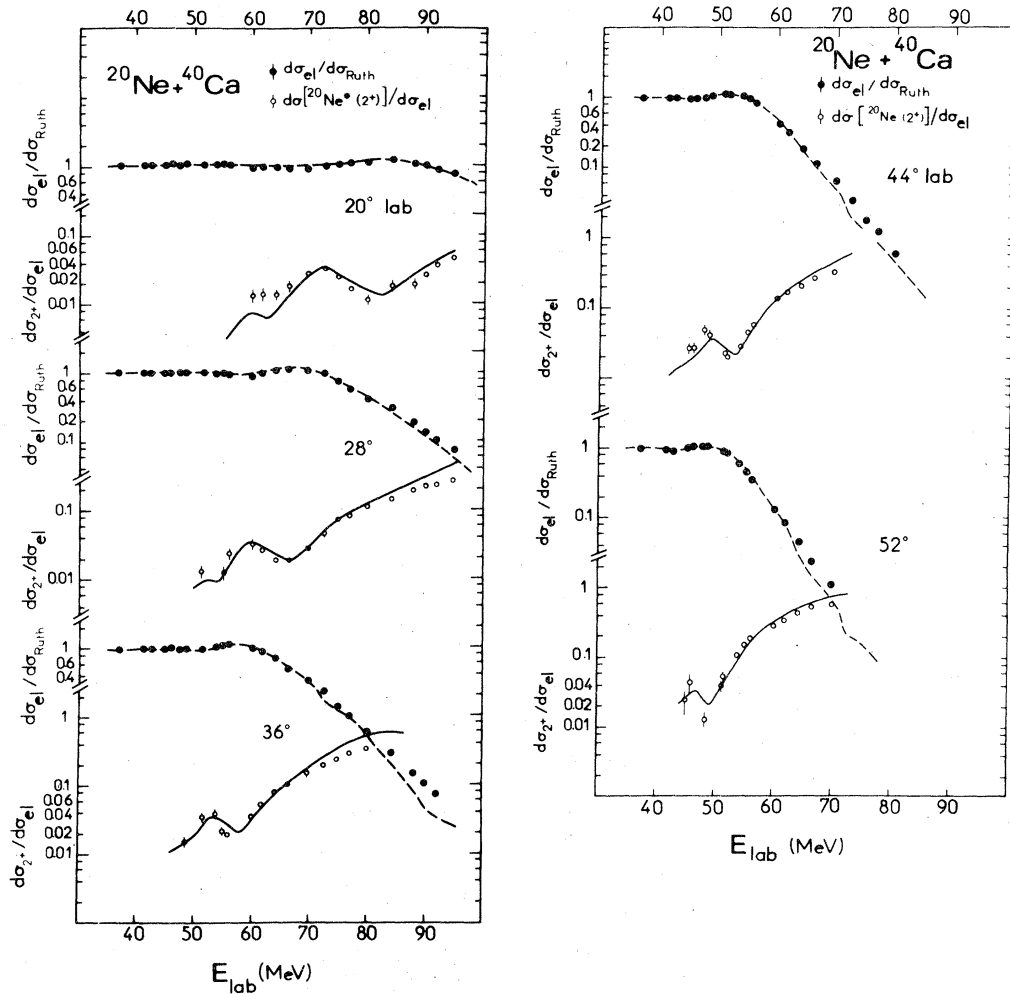 40 50 60 70 80 90
²⁰Ne+⁴⁰Ca
dσel/dσRuth
dσ[²⁰Ne*(2⁺)]/dσel
dσel/dσRuth
1
0.6
0.4
20° lab
dσ2⁺/dσel
0.1
0.06
0.04
0.02
0.01
dσel/dσRuth
1
0.6
0.4
0.2
0.1
28°
dσ2⁺/dσel
0.1
0.01
dσel/dσRuth
1
0.6
0.4
36°
dσ2⁺/dσel
1
0.1
0.06
0.04
0.02
0.01
40 50 60 70 80 90
Elab (MeV)
40 50 60 70 80 90
²⁰Ne + ⁴⁰Ca
dσel/dσRuth
dσ[²⁰Ne (2⁺)]/dσel
dσel/dσRuth
1
0.6
0.4
0.1
44° lab
dσ2⁺/dσel
1
0.1
dσel/dσRuth
1
0.1
52°
dσ2⁺/dσel
1
0.1
0.04
0.02
0.01
40 50 60 70 80 90
Elab (MeV)